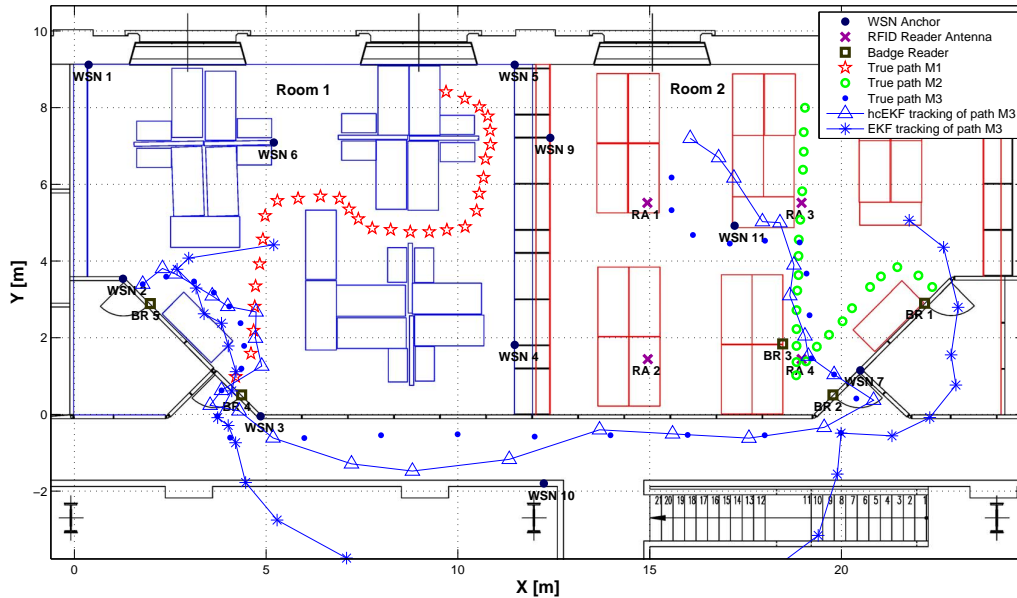 10
8
6
4
2
0
−2
Y [m]
0
5
10
15
20
X [m]
WSN Anchor
RFID Reader Antenna
Badge Reader
True path M1
True path M2
True path M3
hcEKF tracking of path M3
EKF tracking of path M3
WSN 1
Room 1
WSN 5
Room 2
WSN 6
WSN 9
RA 1
RA 3
WSN 11
WSN 2
BR 5
BR 1
WSN 4
BR 3
RA 2
RA 4
WSN 7
BR 4
BR 2
WSN 3
WSN 10
21 20 19 18 17 16 15 14 13 12 11 10 9 8 7 6 5 4 3 2 1